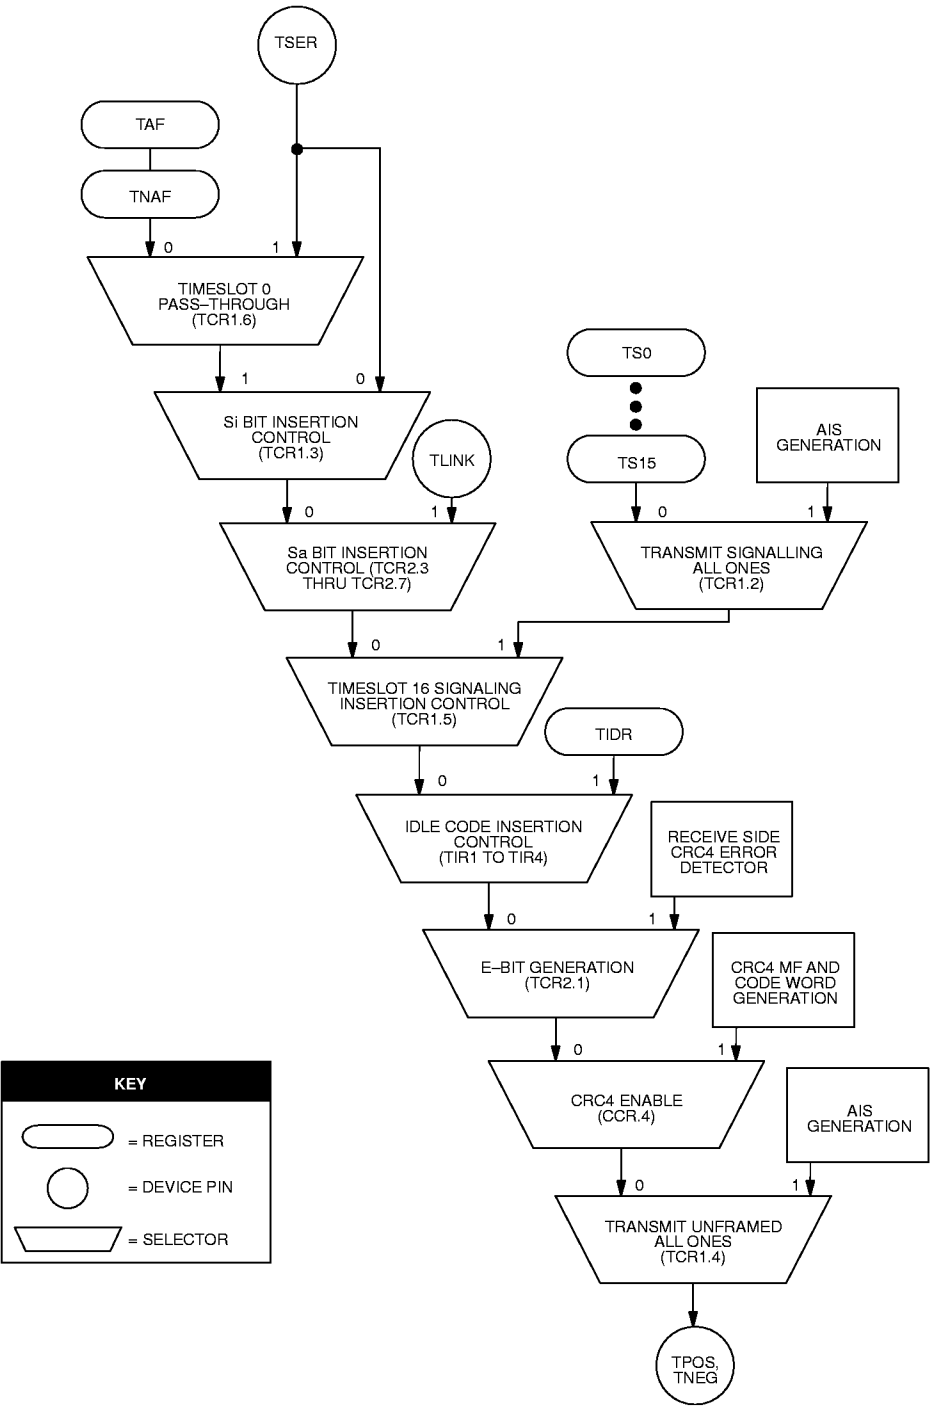 TSER
TAF
TNAF
0
1
TIMESLOT 0
PASS–THROUGH
(TCR1.6)
1
0
Si BIT INSERTION
CONTROL
(TCR1.3)
TLINK
TS0
TS15
AIS
GENERATION
0
1
0
1
Sa BIT INSERTION
CONTROL (TCR2.3
THRU TCR2.7)
TRANSMIT SIGNALLING
ALL ONES
(TCR1.2)
0
1
TIMESLOT 16 SIGNALING
INSERTION CONTROL
(TCR1.5)
TIDR
0
1
IDLE CODE INSERTION
CONTROL
(TIR1 TO TIR4)
RECEIVE SIDE
CRC4 ERROR
DETECTOR
0
1
E–BIT GENERATION
(TCR2.1)
CRC4 MF AND
CODE WORD
GENERATION
0
1
CRC4 ENABLE
(CCR.4)
AIS
GENERATION
0
1
TRANSMIT UNFRAMED
ALL ONES
(TCR1.4)
TPOS,
TNEG
KEY
= REGISTER
= DEVICE PIN
= SELECTOR